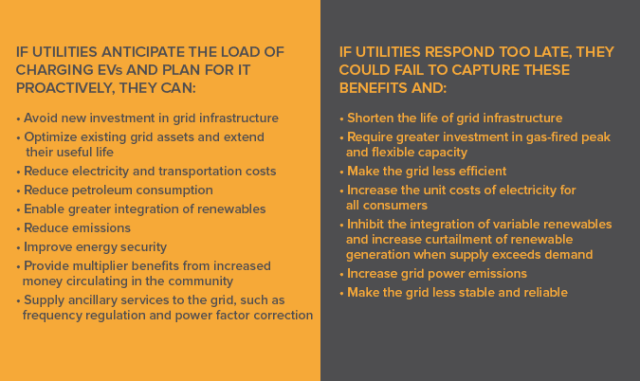 IF UTILITIES ANTICIPATE THE LOAD OF
CHARGING EVs AND PLAN FOR IT
PROACTIVELY, THEY CAN:
• Avoid new investment in grid infrastructure
• Optimize existing grid assets and extend
their useful life
• Reduce electricity and transportation costs
• Reduce petroleum consumption
• Enable greater integration of renewables
• Reduce emissions
• Improve energy security
• Provide multiplier benefits from increased
money circulating in the community
• Supply ancillary services to the grid, such as
frequency regulation and power factor correction
IF UTILITIES RESPOND TOO LATE, THEY
COULD FAIL TO CAPTURE THESE
BENEFITS AND:
• Shorten the life of grid infrastructure
• Require greater investment in gas-fired peak
and flexible capacity
• Make the grid less efficient
• Increase the unit costs of electricity for
all consumers
• Inhibit the integration of variable renewables
and increase curtailment of renewable
generation when supply exceeds demand
• Increase grid power emissions
• Make the grid less stable and reliable